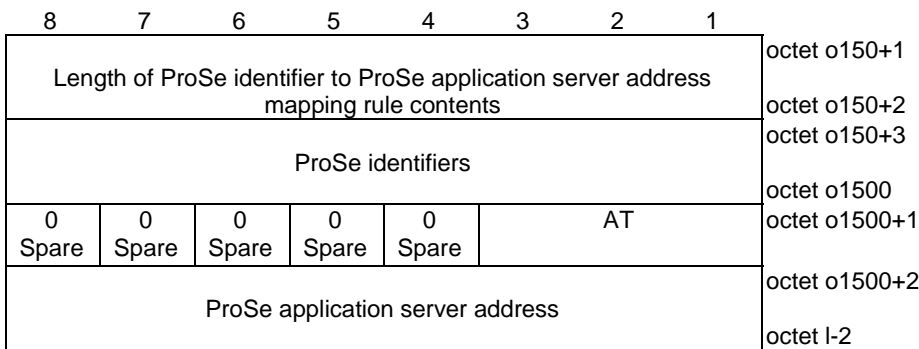 8 7 6 5 4 3 2 1
octet o150+1
Length of ProSe identifier to ProSe application server address
mapping rule contents
octet o150+2
octet o150+3
ProSe identifiers
octet o1500
0 0 0 0 0 AT octet o1500+1
Spare Spare Spare Spare Spare
octet o1500+2
ProSe application server address
octet l-2